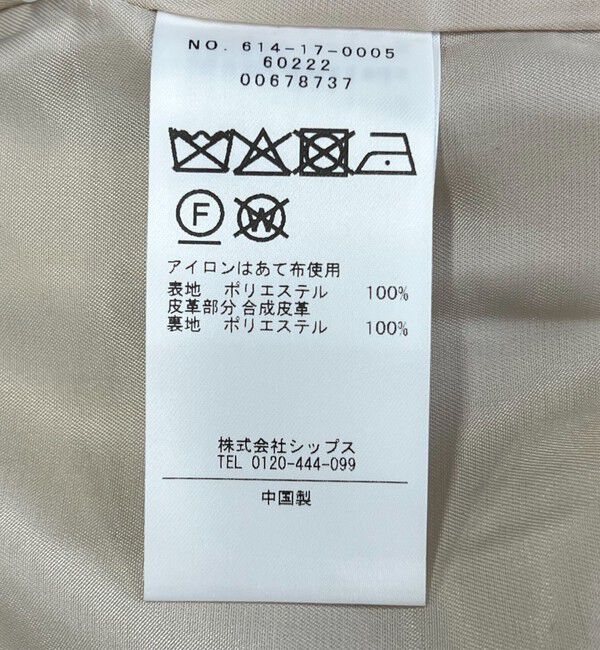 NO. 614-17-0005
60222
00678737
F W
アイロンはあて布使用
表地 ポリエステル 100%
皮革部分 合成皮革
裏地 ポリエステル 100%
株式会社シップス
TEL 0120-444-099
中国製